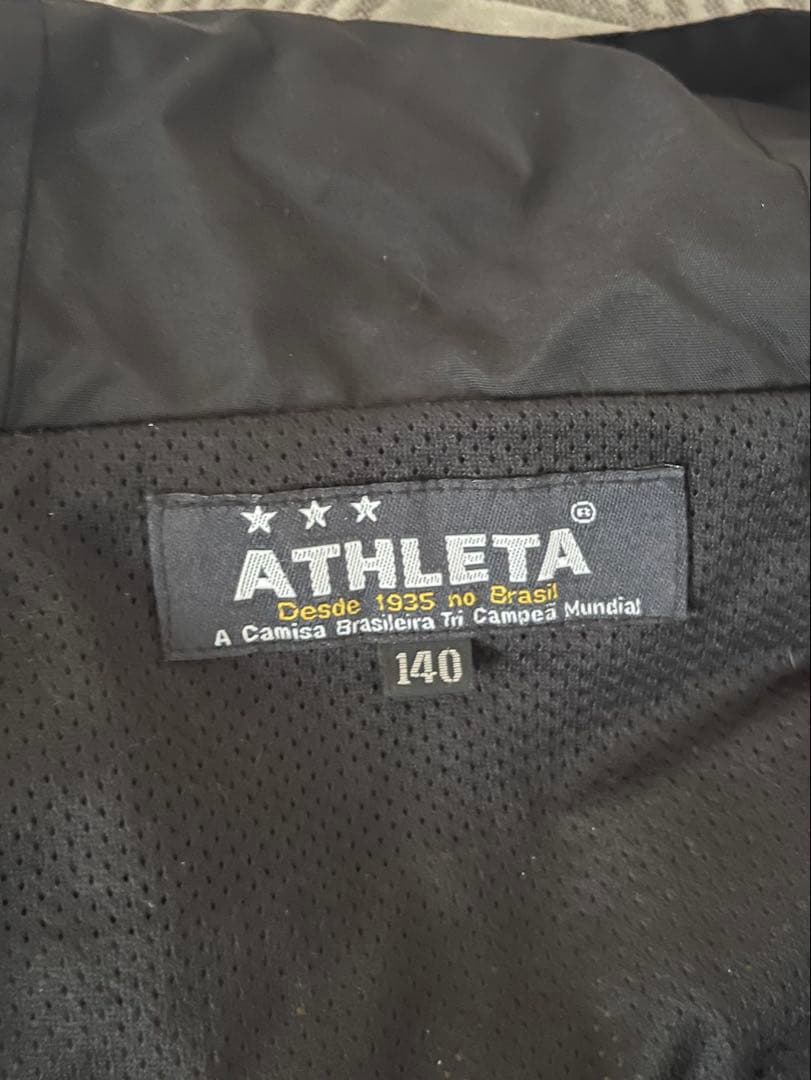 ATHLETA®
Desde 1935 no Brasil
A Camisa Brasileira Tri Campeã Mundial
140